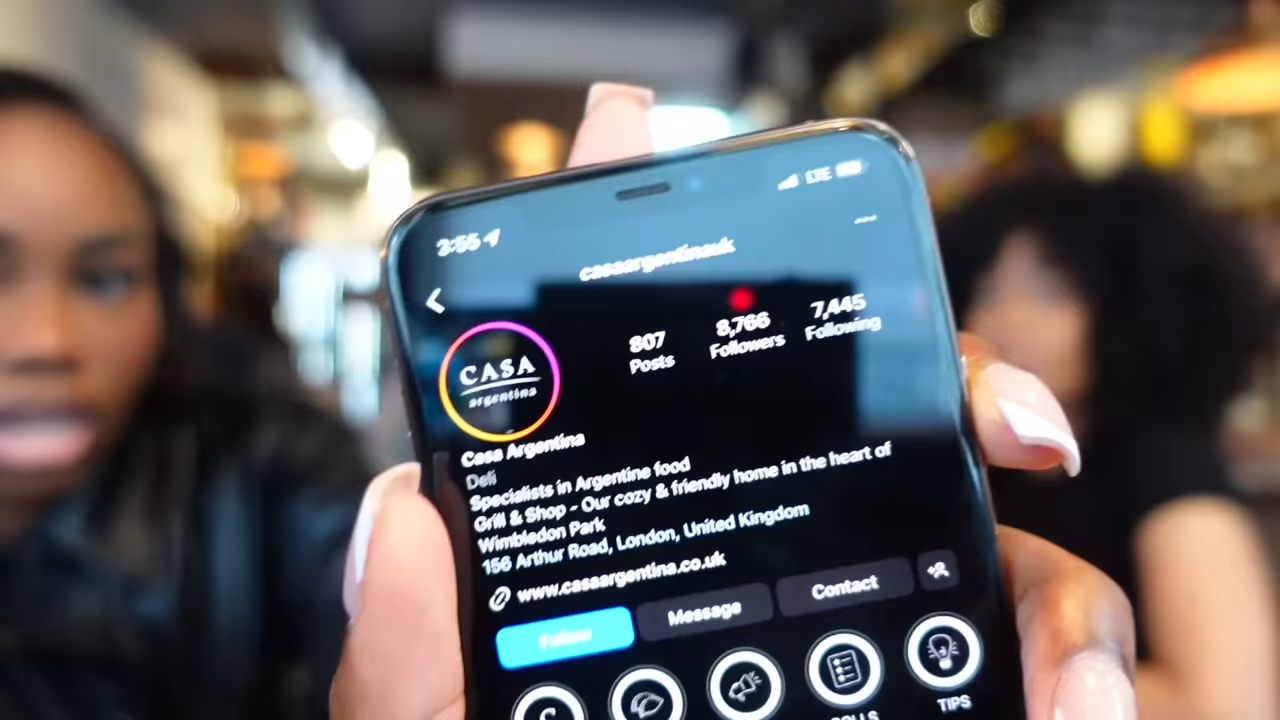 3:55
LTE
casaargentinauk
CASA
argentina
807 8,766 7,445
Posts Followers Following
Casa Argentina
Deli
Specialists in Argentine food
Grill & Shop - Our cozy & friendly home in the heart of
Wimbledon Park
156 Arthur Road, London, United Kingdom
www.casaargentina.co.uk
Follow Message Contact
TIPS